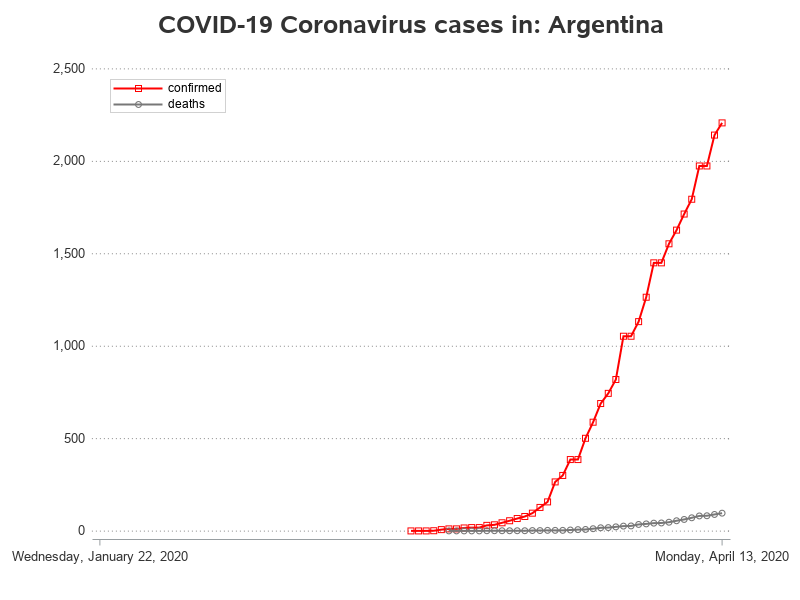 COVID-19 Coronavirus cases in: Argentina
2,500
confirmed
deaths
2,000
1,500
1,000
500
0
Wednesday, January 22, 2020
Monday, April 13, 2020